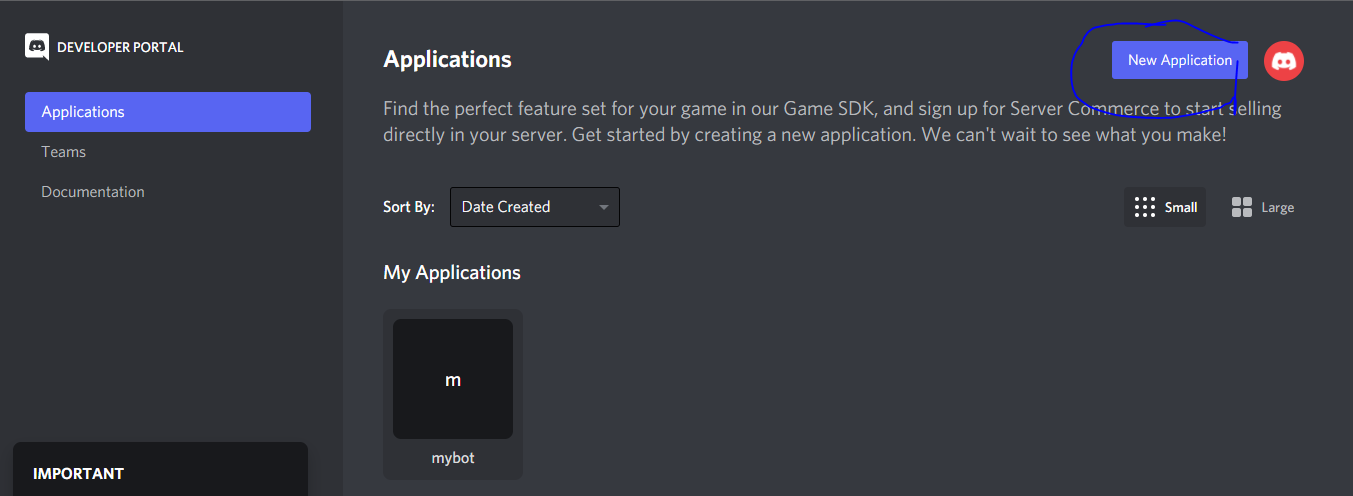 DEVELOPER PORTAL
Applications
Teams
Documentation
IMPORTANT
Applications
New Application
Find the perfect feature set for your game in our Game SDK, and sign up for Server Commerce to start selling
directly in your server. Get started by creating a new application. We can't wait to see what you make!
Sort By:
Date Created
Small
Large
My Applications
m
mybot